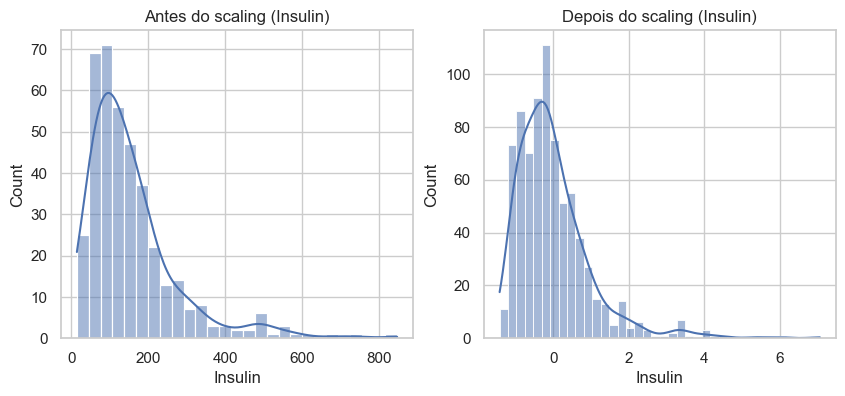 Antes do scaling (Insulin)
Count
70
60
50
40
30
20
10
0
0 200 400 600 800
Insulin
Depois do scaling (Insulin)
Count
100
80
60
40
20
0
0 2 4 6
Insulin